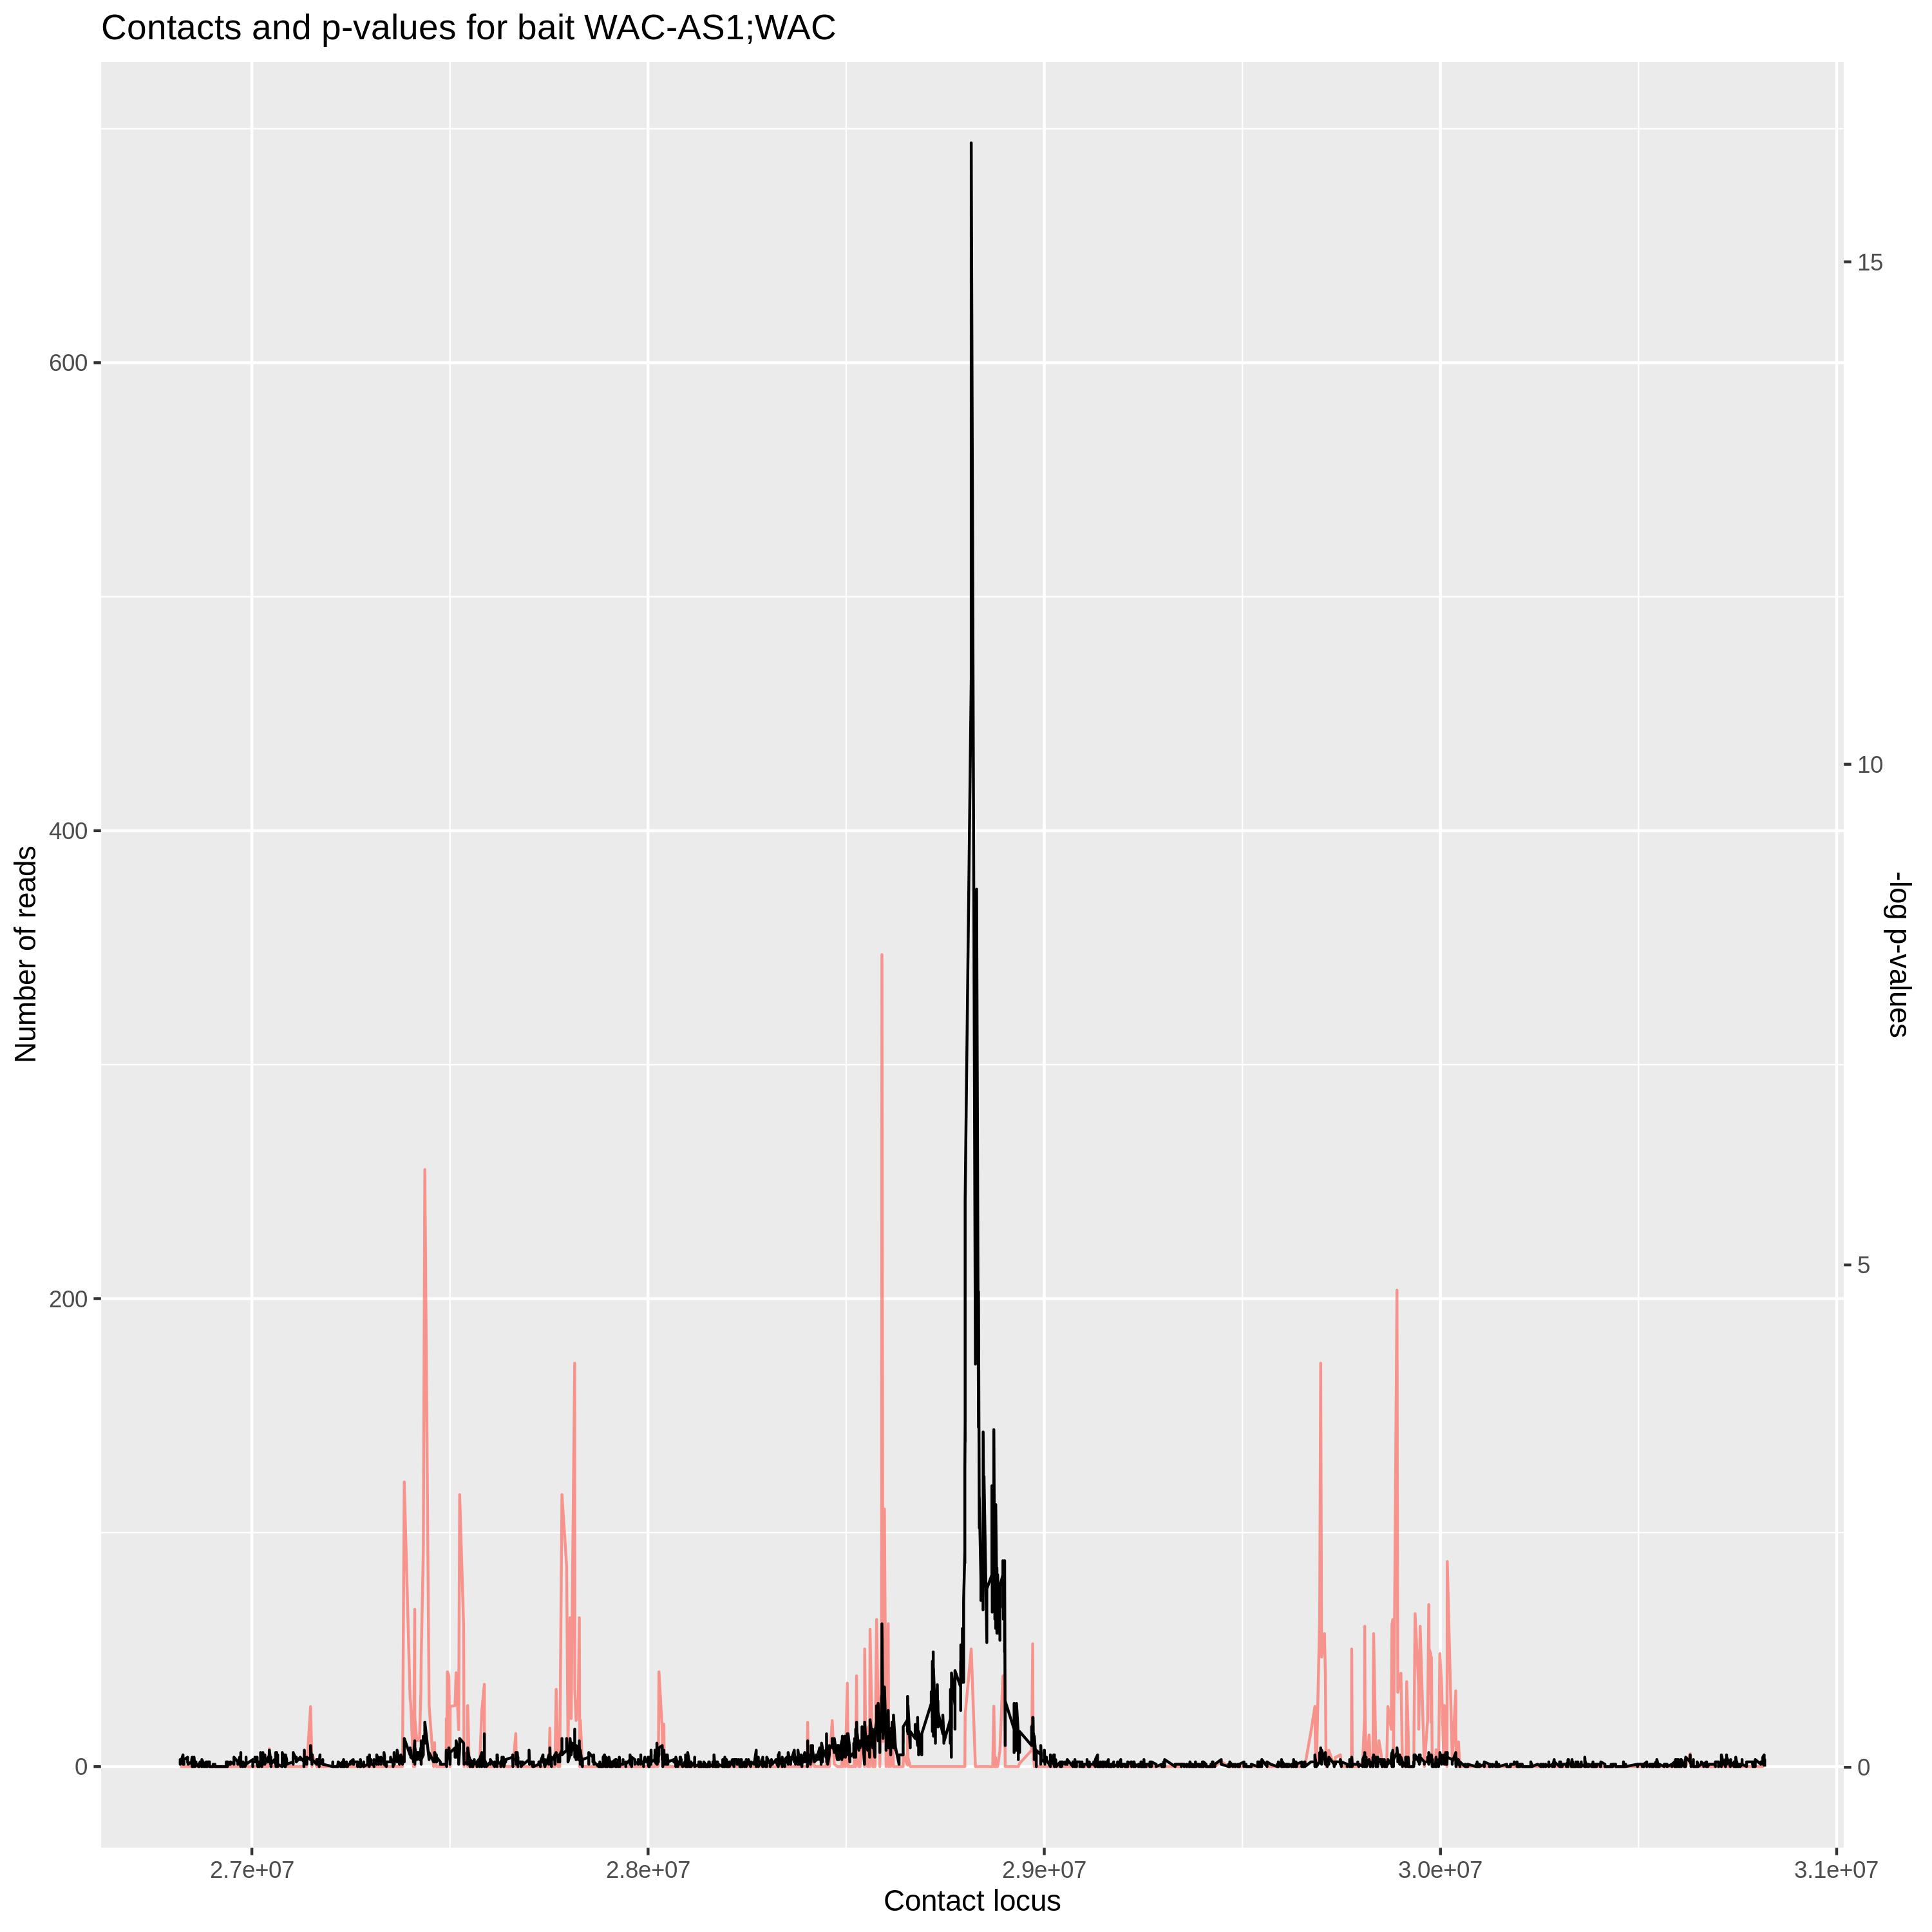 Contacts and p-values for bait WAC-AS1;WAC
Number of reads
600
400
200
0
15
10
5
0
-log p-values
2.7e+07
2.8e+07
2.9e+07
3.0e+07
3.1e+07
Contact locus